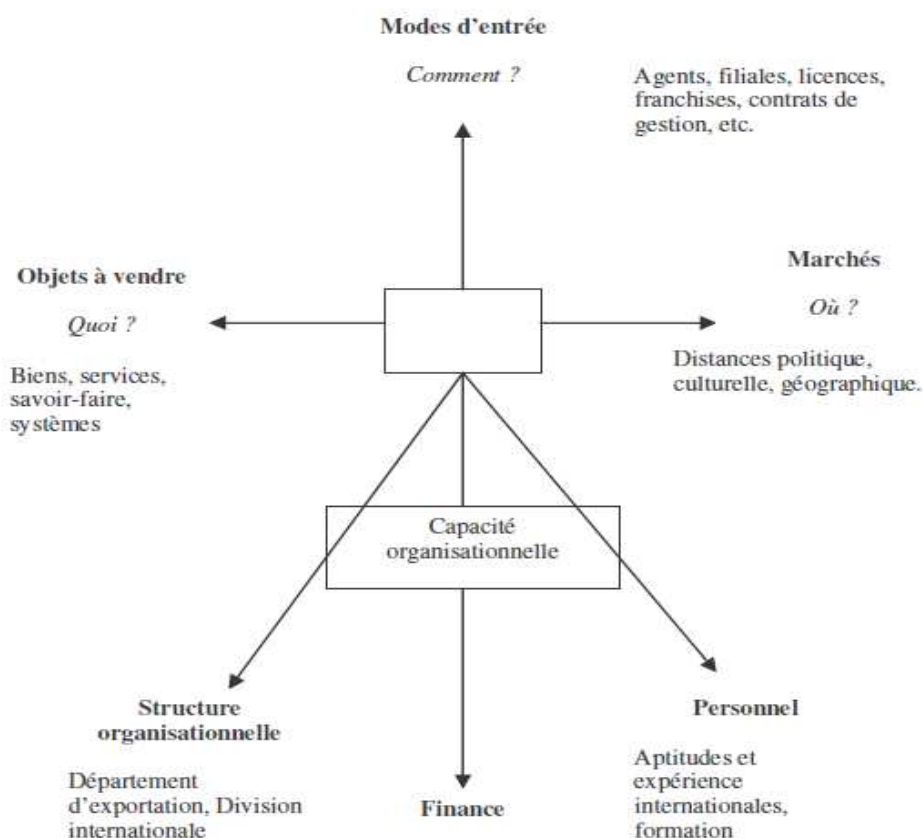 Modes d'entrée
Comment ?
Agents, filiales, licences,
franchises, contrats de
gestion, etc.
Objets à vendre
Quoi ?
Biens, services,
savoir-faire,
systèmes
Marchés
Où ?
Distances politique,
culturelle, géographique.
Capacité
organisationnelle
Structure
organisationnelle
Département
d'exportation, Division
internationale
Finance
Personnel
Aptitudes et
expérience
internationales,
formation